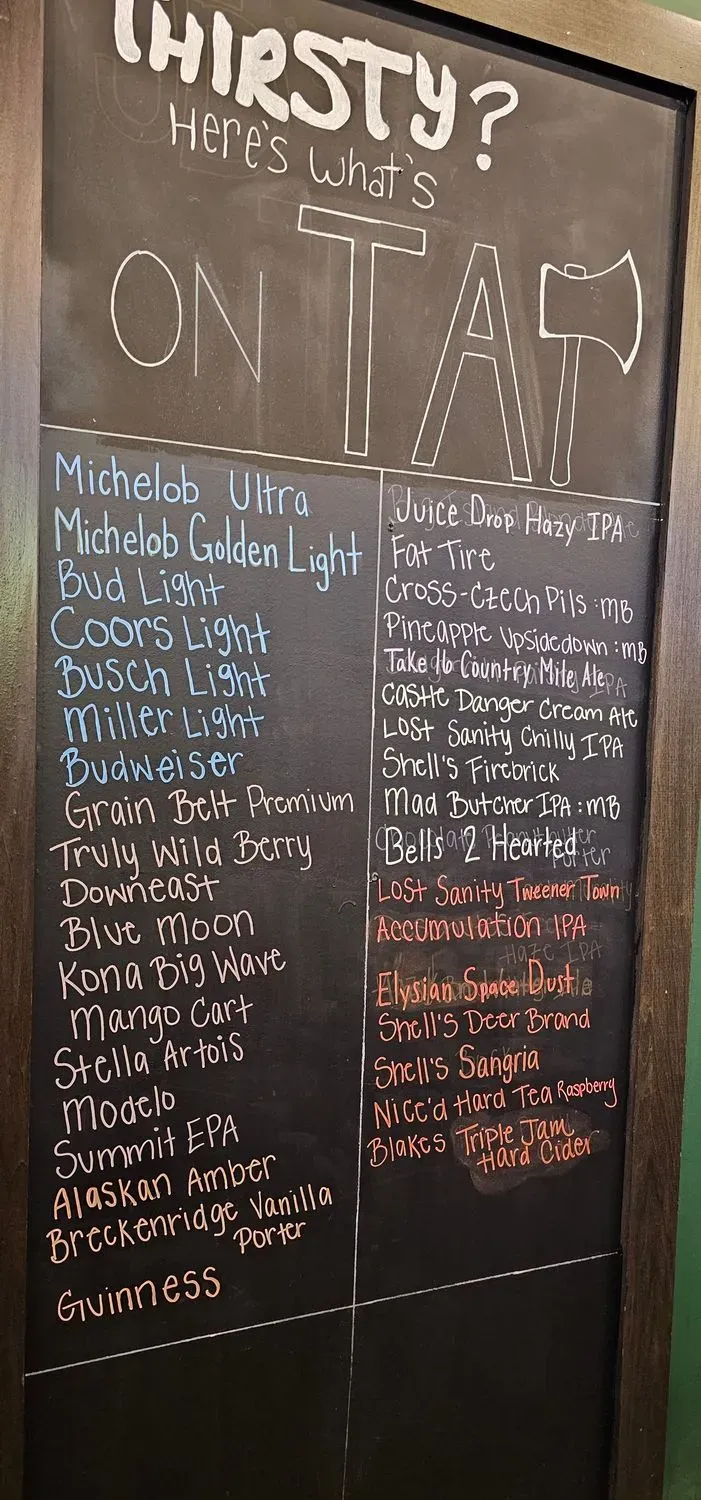 THIRSTY?
Here's what's
ON TAP
Michelob Ultra
Michelob Golden Light
Bud Light
Coors Light
Busch Light
Miller Light
Budweiser
Grain Belt Premium
Truly Wild Berry
Downeast
Blue Moon
Kona Big Wave
Mango Cart
Stella Artois
Modelo
Summit EPA
Alaskan Amber
Breckenridge Vanilla
Porter
Guinness
Juice Drop Hazy IPA
Fat Tire
Cross-Czech Pils :MB
Pineapple Upsidedown :MB
Take 16 Country Mile Ale
Castle Danger Cream Ale
Lost Sanity Chilly IPA
Shell's Firebrick
Mad Butcher IPA :MB
Bells 2 Hearted
Lost Sanity Tweener Town
Accumulation IPA
Elysian Space Dust
Shell's Deer Brand
Shell's Sangria
Nice'd Hard Tea Raspberry
Blakes Triple Jam
Hard Cider